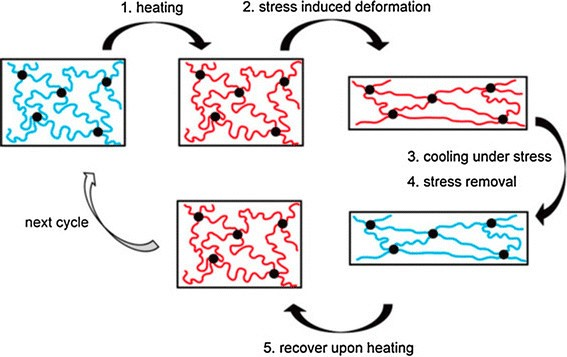 1. heating
2. stress induced deformation
3. cooling under stress
4. stress removal
next cycle
5. recover upon heating